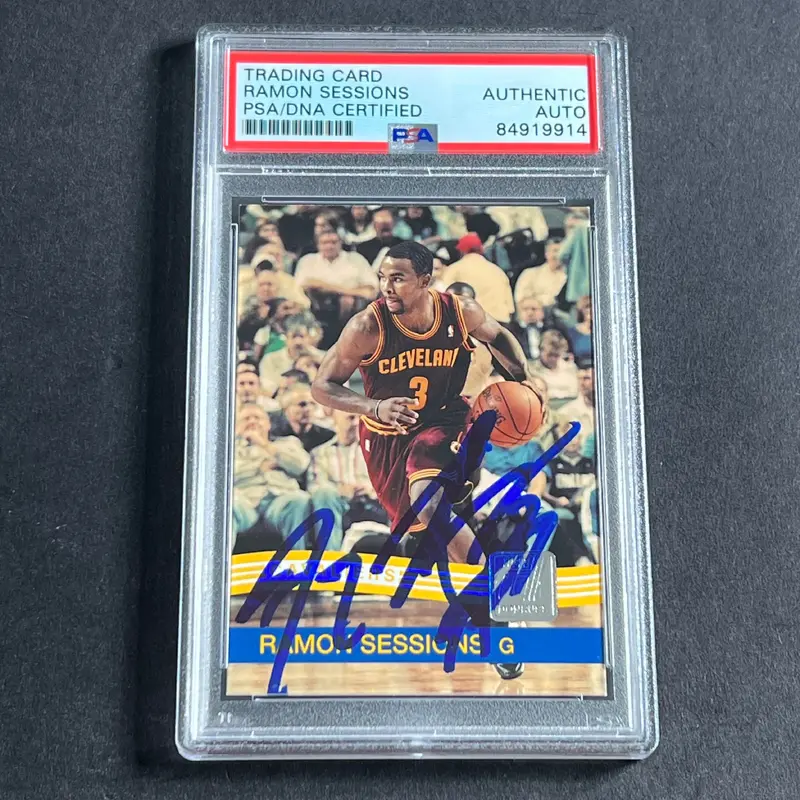 TRADING CARD
RAMON SESSIONS
PSA/DNA CERTIFIED
AUTHENTIC
AUTO
84919914
PSA
CLEVELAND
3
RAMON SESSIONS G